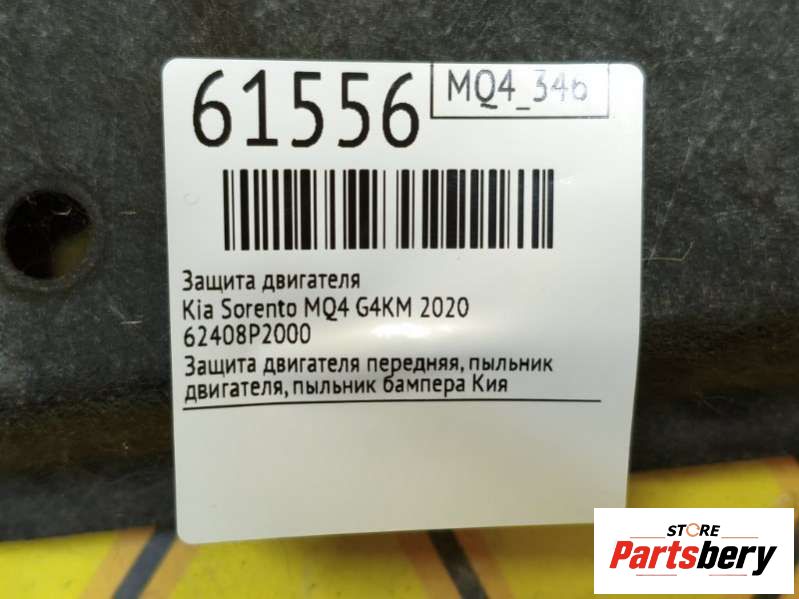 61556
MQ4_346
Защита двигателя
Kia Sorento MQ4 G4KM 2020
62408P2000
Защита двигателя передняя, пыльник
двигателя, пыльник бампера Кия
STORE
Partsbery